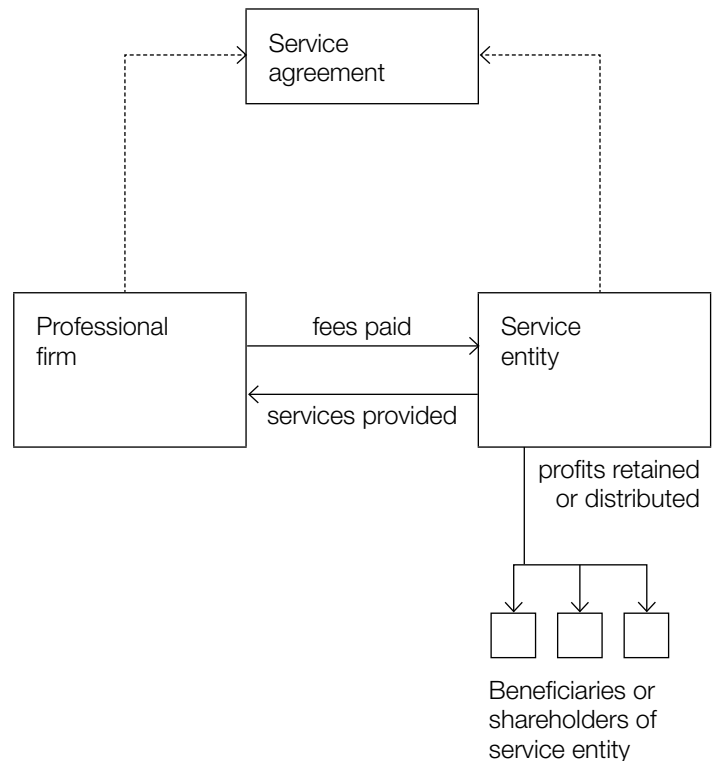 Service
agreement
Professional
firm
fees paid
Service
entity
services provided
profits retained
or distributed
Beneficiaries or
shareholders of
service entity